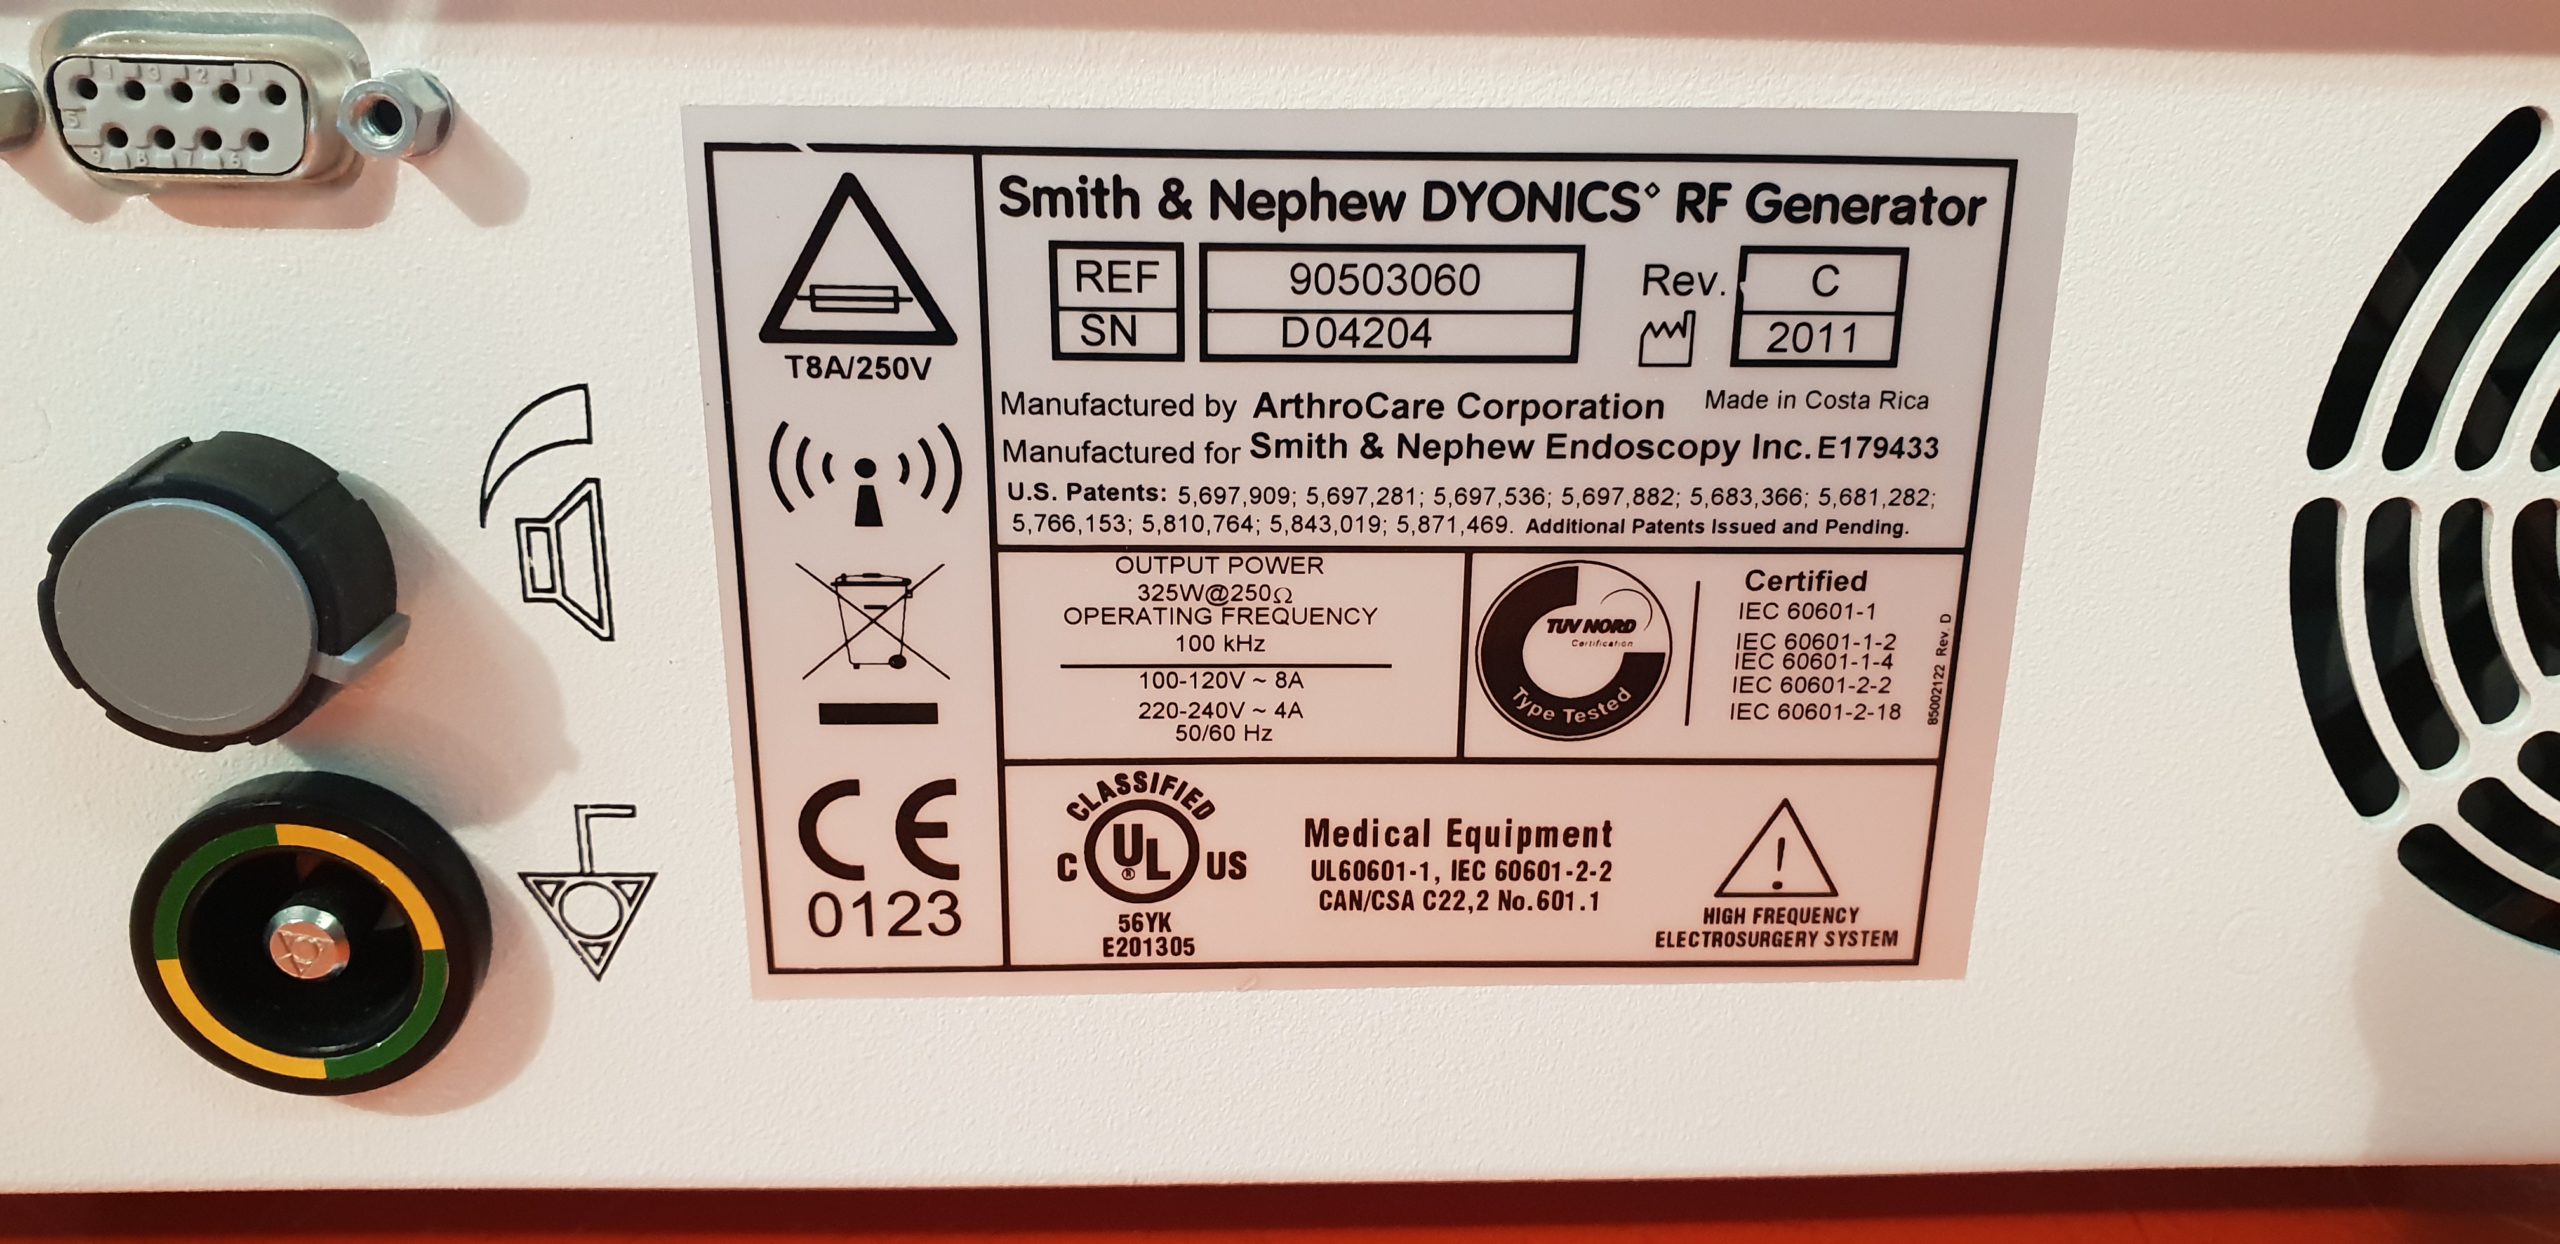 Smith & Nephew DYONICS◊ RF Generator
REF 90503060 Rev. C
SN D04204 2011
Manufactured by ArthroCare Corporation Made in Costa Rica
Manufactured for Smith & Nephew Endoscopy Inc. E179433
U.S. Patents: 5,697,909; 5,697,281; 5,697,536; 5,697,882; 5,683,366; 5,681,282;
5,766,153; 5,810,764; 5,843,019; 5,871,469. Additional Patents Issued and Pending.
T8A/250V
OUTPUT POWER
325W@250Ω
OPERATING FREQUENCY
100 kHz
100-120V ~ 8A
220-240V ~ 4A
50/60 Hz
TUV NORD
Certification
Type Tested
Certified
IEC 60601-1
IEC 60601-1-2
IEC 60601-1-4
IEC 60601-2-2
IEC 60601-2-18
85002122 Rev. D
CE
0123
CLASSIFIED
C UL® US
56YK
E201305
Medical Equipment
UL60601-1, IEC 60601-2-2
CAN/CSA C22,2 No.601.1
!
HIGH FREQUENCY
ELECTROSURGERY SYSTEM